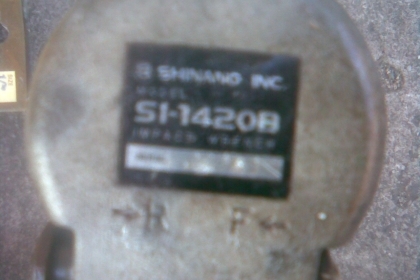 SHINANO INC.
MODEL
SI-1420B
IMPACT WRENCH
R F